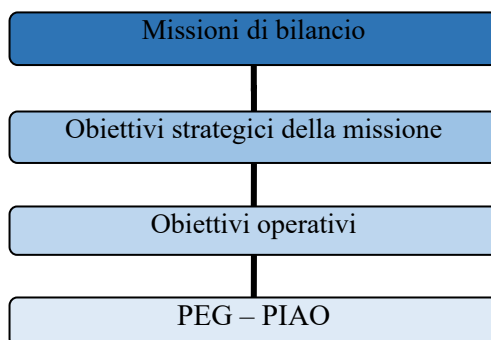 Missioni di bilancio
Obiettivi strategici della missione
Obiettivi operativi
PEG – PIAO